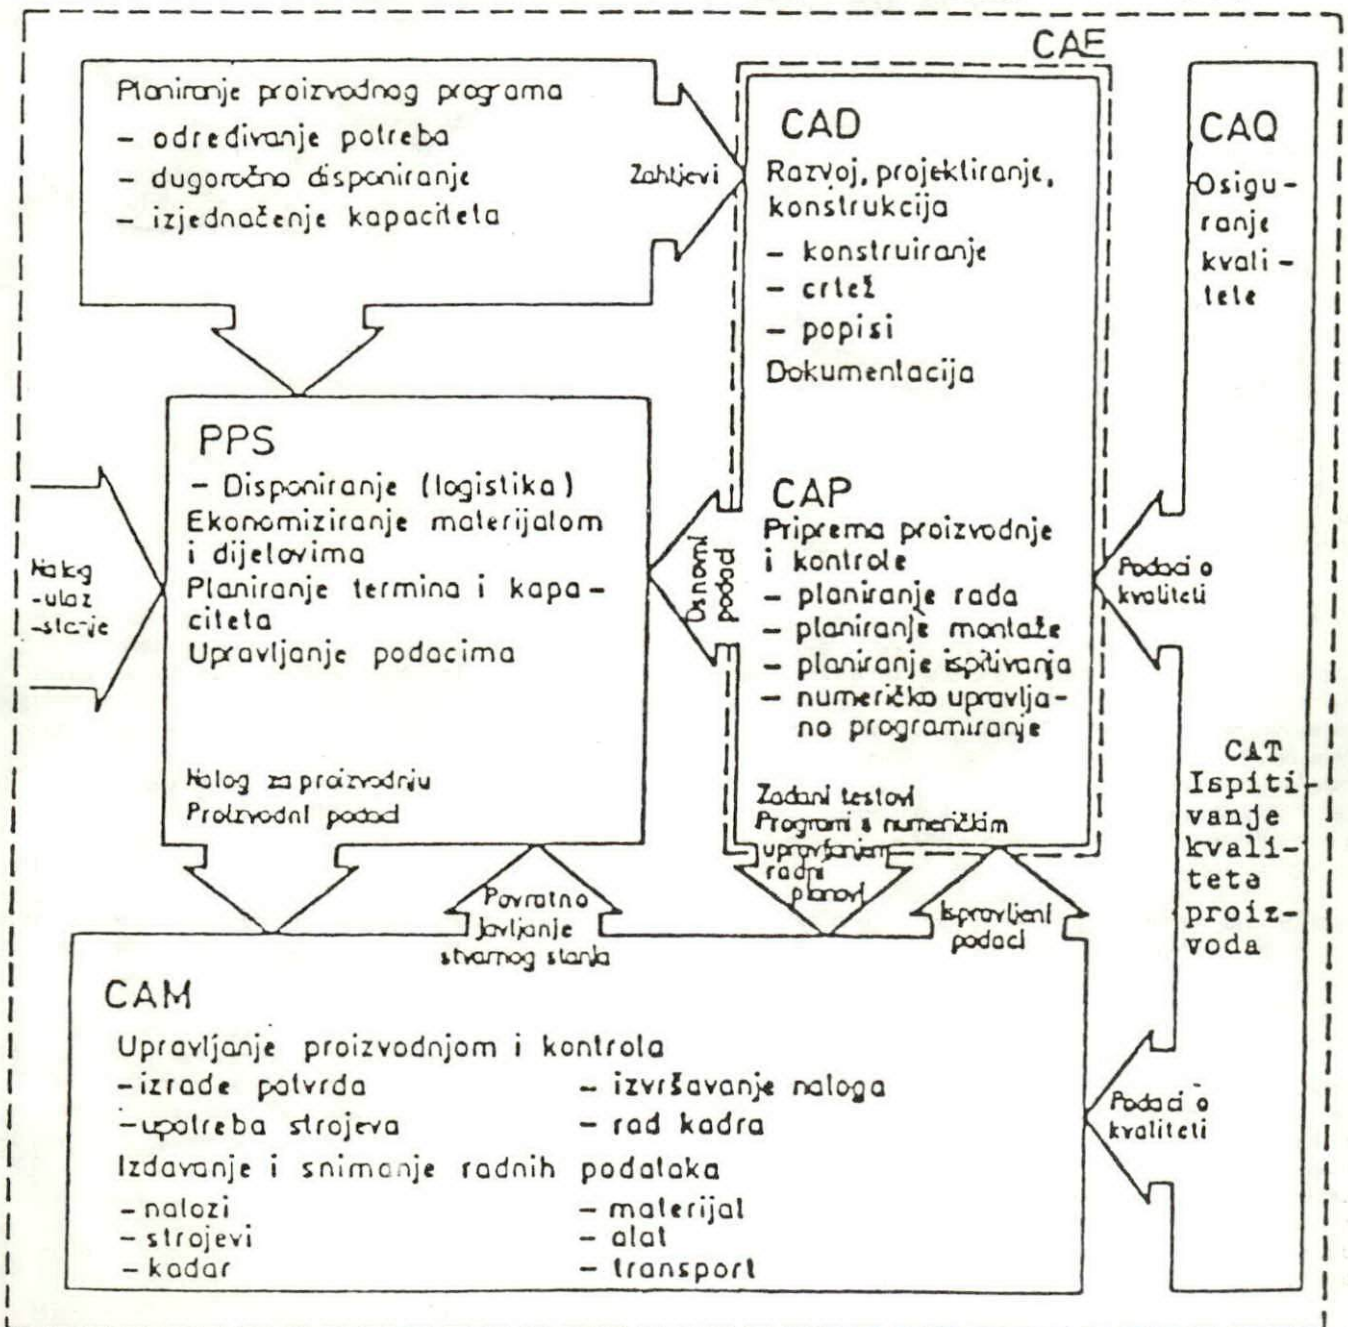 CAE
Planiranje proizvodnog programa
- određivanje potreba
- dugoročno disponiranje
- izjednačenje kapaciteta
Zahtjevi
CAD
Razvoj, projektiranje,
konstrukcija
- konstruiranje
- crtež
- popisi
Dokumentacija
CAQ
Osigu-
ranje
kvali-
tete
PPS
- Disponiranje (logistika)
Ekonomiziranje materijalom
i dijelovima
Planiranje termina i kapa-
citeta
Upravljanje podacima
Nalog za proizvodnju
Proizvodni podaci
Nalog
-ulaz
-stanje
Osnovni
podaci
CAP
Priprema proizvodnje
i kontrole
- planiranje rada
- planiranje montaže
- planiranje ispitivanja
- numeričko upravlja-
no programiranje
Zadani testovi
Programi s numeričkim
upravljanjem
radni
planovi
Podaci o
kvaliteti
CAT
Ispiti-
vanje
kvali-
teta
proiz-
voda
Povratno
javljanje
stvarnog stanja
Ispravljeni
podaci
CAM
Upravljanje proizvodnjom i kontrola
-izrade potvrda
- izvršavanje naloga
-upotreba strojeva
- rad kadra
Izdavanje i snimanje radnih podataka
-nalozi
- materijal
-strojevi
- alat
-kadar
- transport
Podaci o
kvaliteti